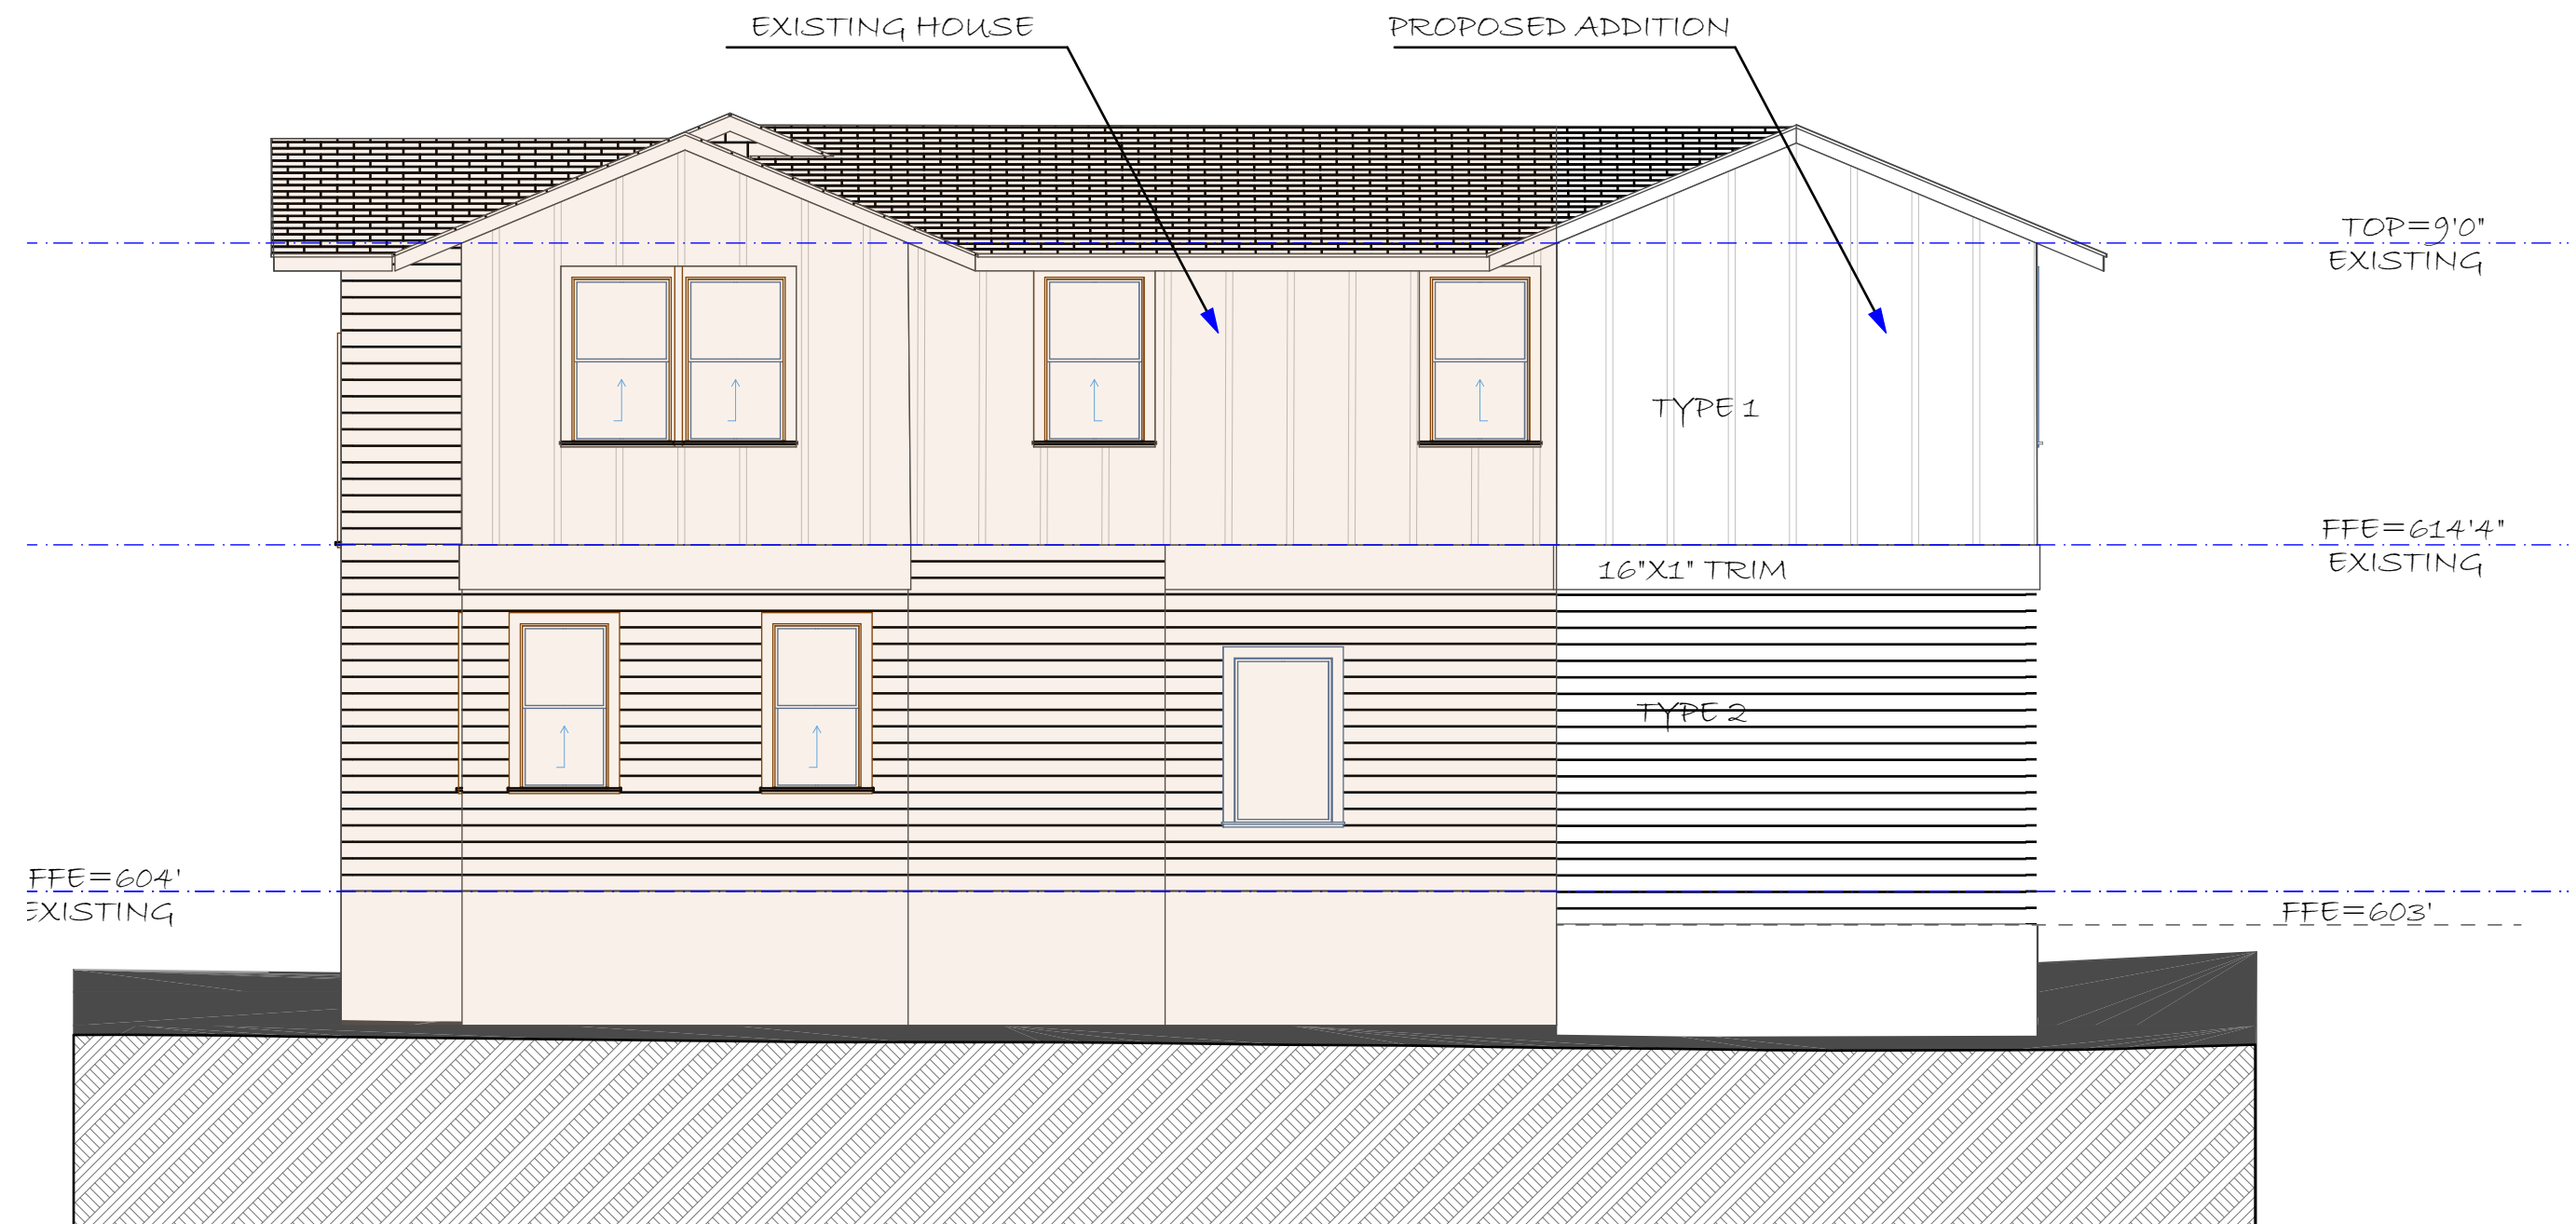 EXISTING HOUSE
PROPOSED ADDITION
TOP=9'0"
EXISTING
TYPE 1
FFE=614'4"
EXISTING
16"X1" TRIM
TYPE 2
FFE=604'
EXISTING
FFE=603'